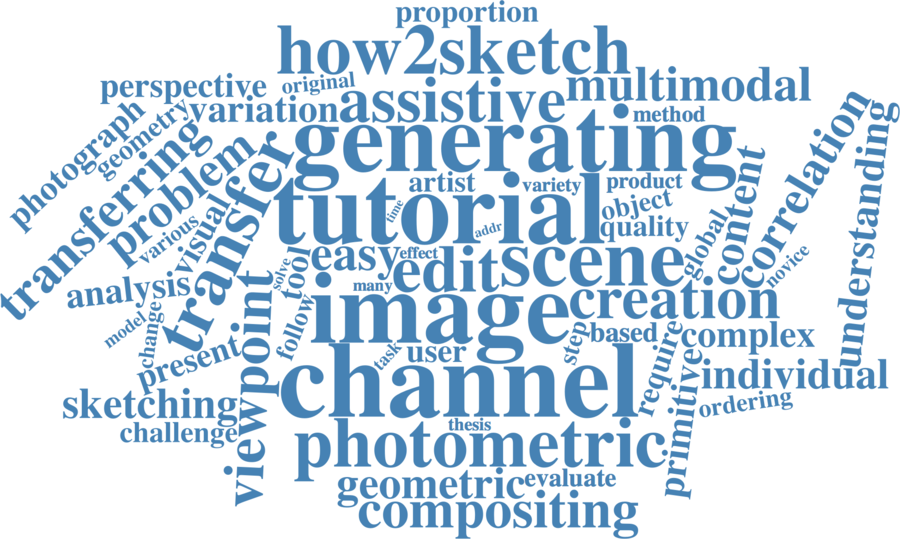 proportion
how2sketch
perspective
original
multimodal
variation
assistive
method
photograph
geometry
transferring
problem
transfer
generating
correlation
understanding
artist
variety
product
content
tutorial
time
addr
object
quality
various
visual
global
novice
easy
effect
edit
scene
solve
tool
many
analysis
image
creation
model
change
follow
step
based
complex
present
viewpoint
task
user
require
channel
individual
primitive
ordering
sketching
challenge
thesis
photometric
geometric
evaluate
compositing